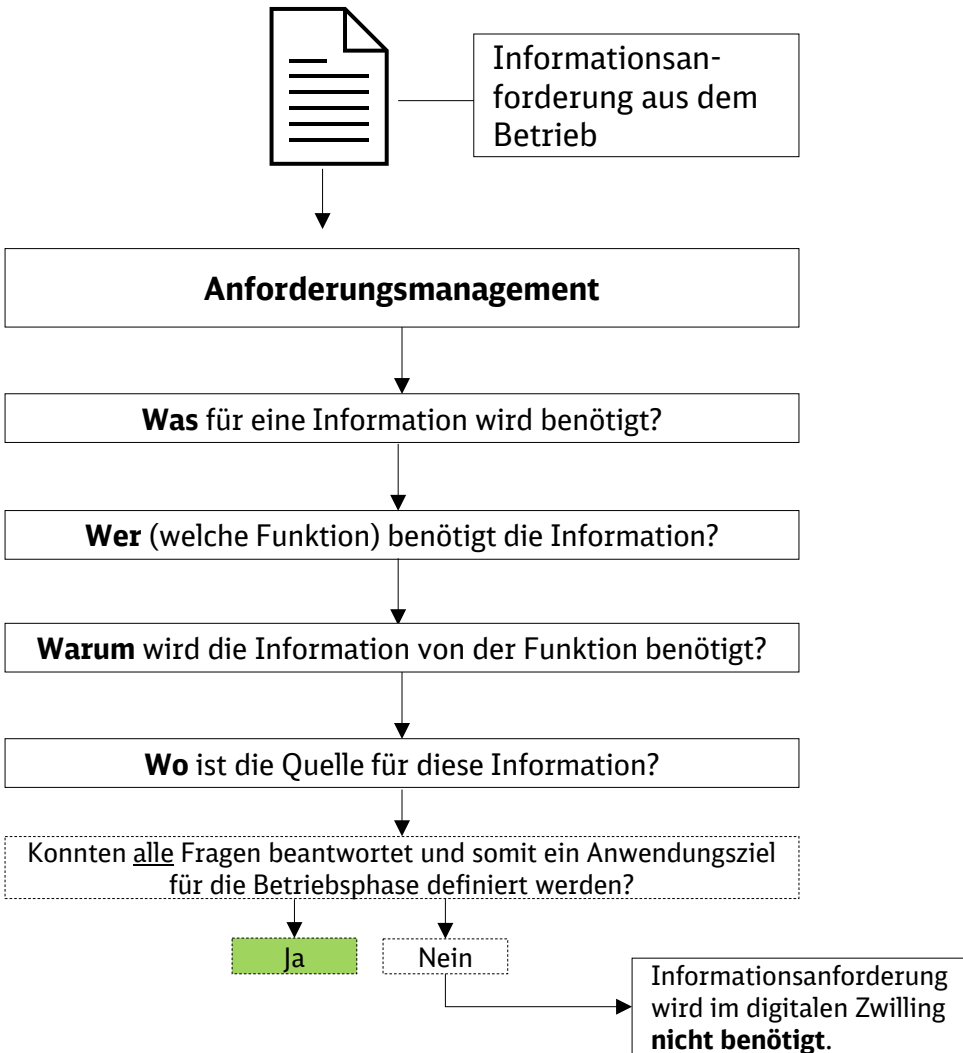 Informationsan-
forderung aus dem
Betrieb
Anforderungsmanagement
Was für eine Information wird benötigt?
Wer (welche Funktion) benötigt die Information?
Warum wird die Information von der Funktion benötigt?
Wo ist die Quelle für diese Information?
Konnten alle Fragen beantwortet und somit ein Anwendungsziel
für die Betriebsphase definiert werden?
Ja
Nein
Informationsanforderung
wird im digitalen Zwilling
nicht benötigt.